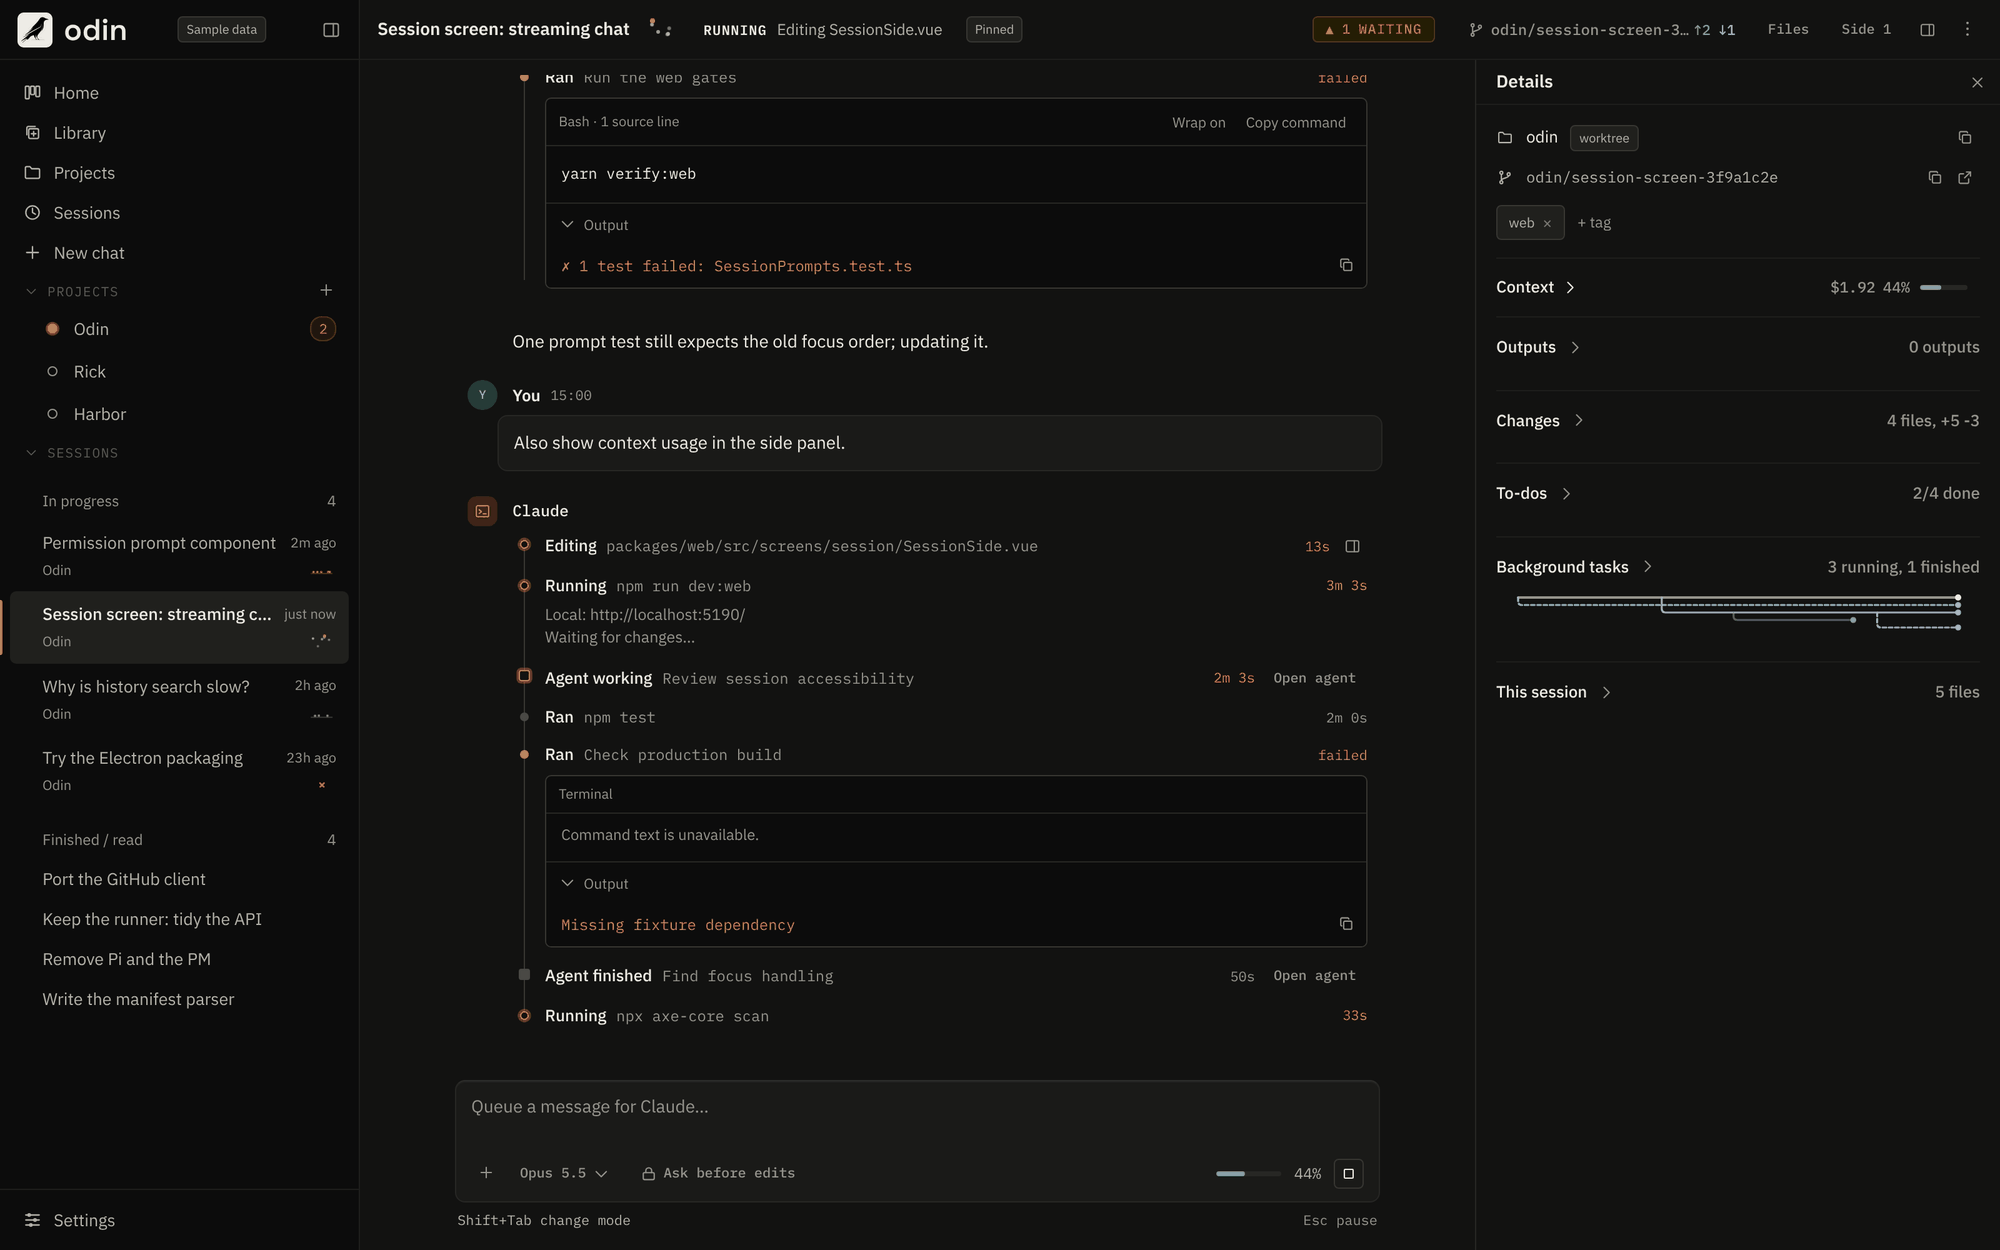 odin
Sample data
Home
Library
Projects
Sessions
New chat
PROJECTS
Odin
2
Rick
Harbor
SESSIONS
In progress 4
Permission prompt component 2m ago
Odin
Session screen: streaming c... just now
Odin
Why is history search slow? 2h ago
Odin
Try the Electron packaging 23h ago
Odin
Finished / read 4
Port the GitHub client
Keep the runner: tidy the API
Remove Pi and the PM
Write the manifest parser
Settings
Session screen: streaming chat RUNNING Editing SessionSide.vue Pinned
▲ 1 WAITING odin/session-screen-3… ↑2 ↓1 Files Side 1
Ran Run the web gates failed
Bash · 1 source line Wrap on Copy command
yarn verify:web
Output
✗ 1 test failed: SessionPrompts.test.ts
One prompt test still expects the old focus order; updating it.
Y You 15:00
Also show context usage in the side panel.
Claude
Editing packages/web/src/screens/session/SessionSide.vue 13s
Running npm run dev:web 3m 3s
Local: http://localhost:5190/
Waiting for changes...
Agent working Review session accessibility 2m 3s Open agent
Ran npm test 2m 0s
Ran Check production build failed
Terminal
Command text is unavailable.
Output
Missing fixture dependency
Agent finished Find focus handling 50s Open agent
Running npx axe-core scan 33s
Queue a message for Claude...
Opus 5.5 Ask before edits 44%
Shift+Tab change mode Esc pause
Details
odin worktree
odin/session-screen-3f9a1c2e
web × + tag
Context $1.92 44%
Outputs 0 outputs
Changes 4 files, +5 -3
To-dos 2/4 done
Background tasks 3 running, 1 finished
This session 5 files